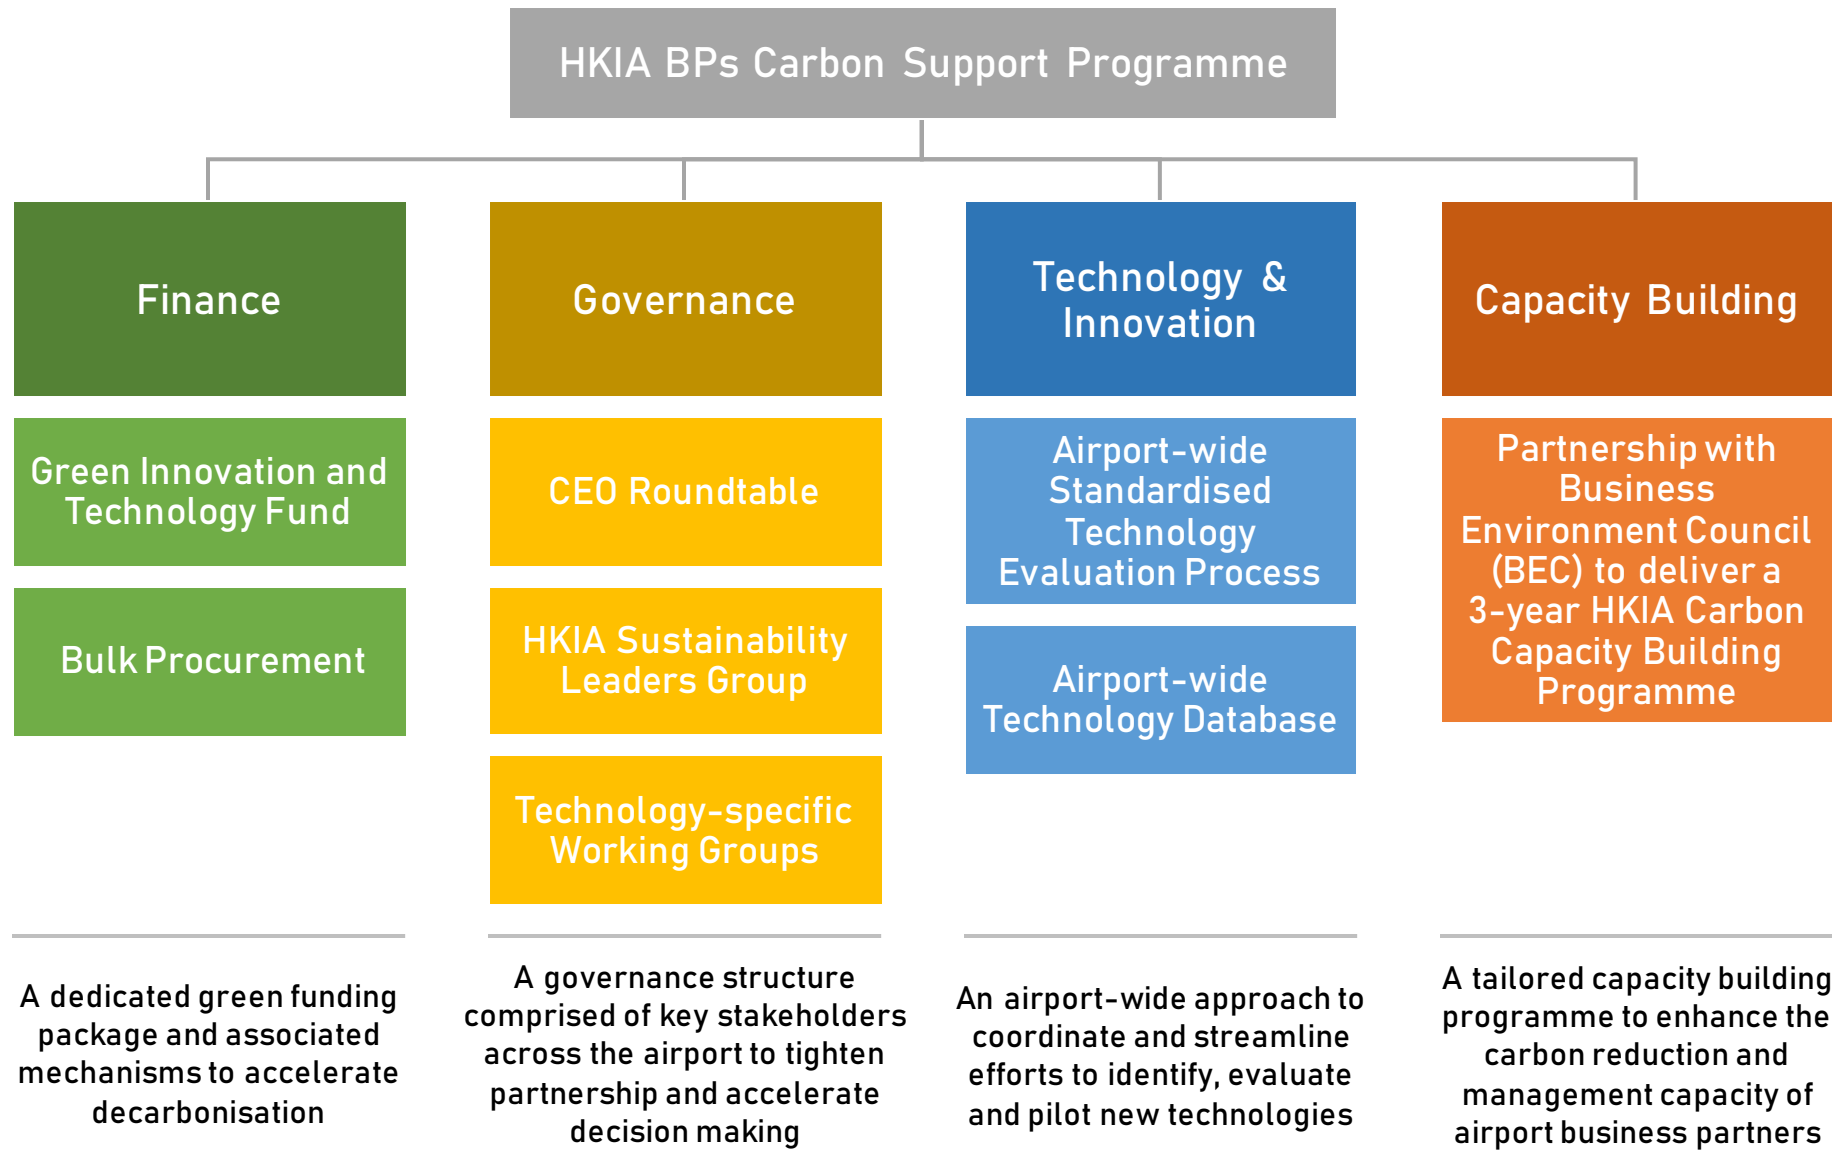 HKIA BPs Carbon Support Programme
Finance
Green Innovation and
Technology Fund
Bulk Procurement
A dedicated green funding
package and associated
mechanisms to accelerate
decarbonisation
Governance
CEO Roundtable
HKIA Sustainability
Leaders Group
Technology-specific
Working Groups
A governance structure
comprised of key stakeholders
across the airport to tighten
partnership and accelerate
decision making
Technology &
Innovation
Airport-wide
Standardised
Technology
Evaluation Process
Airport-wide
Technology Database
An airport-wide approach to
coordinate and streamline
efforts to identify, evaluate
and pilot new technologies
Capacity Building
Partnership with
Business
Environment Council
(BEC) to deliver a
3-year HKIA Carbon
Capacity Building
Programme
A tailored capacity building
programme to enhance the
carbon reduction and
management capacity of
airport business partners